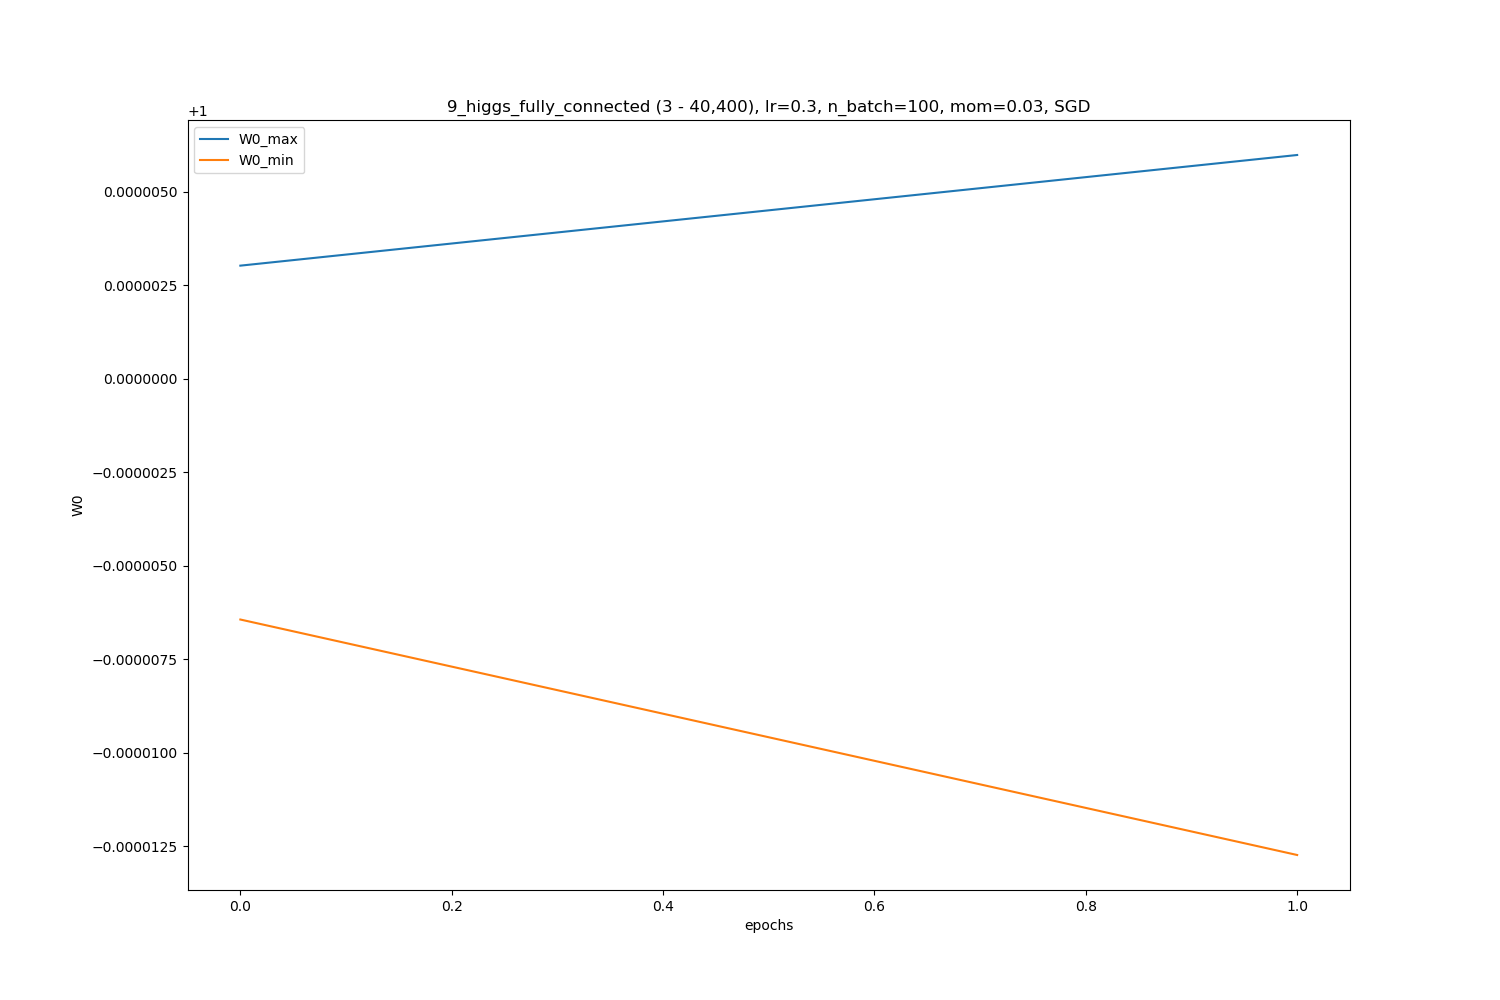 9_higgs_fully_connected (3 - 40,400), lr=0.3, n_batch=100, mom=0.03, SGD
+1
W0_max
W0_min
0.0000050
0.0000025
0.0000000
−0.0000025
−0.0000050
−0.0000075
−0.0000100
−0.0000125
W0
0.0 0.2 0.4 0.6 0.8 1.0
epochs